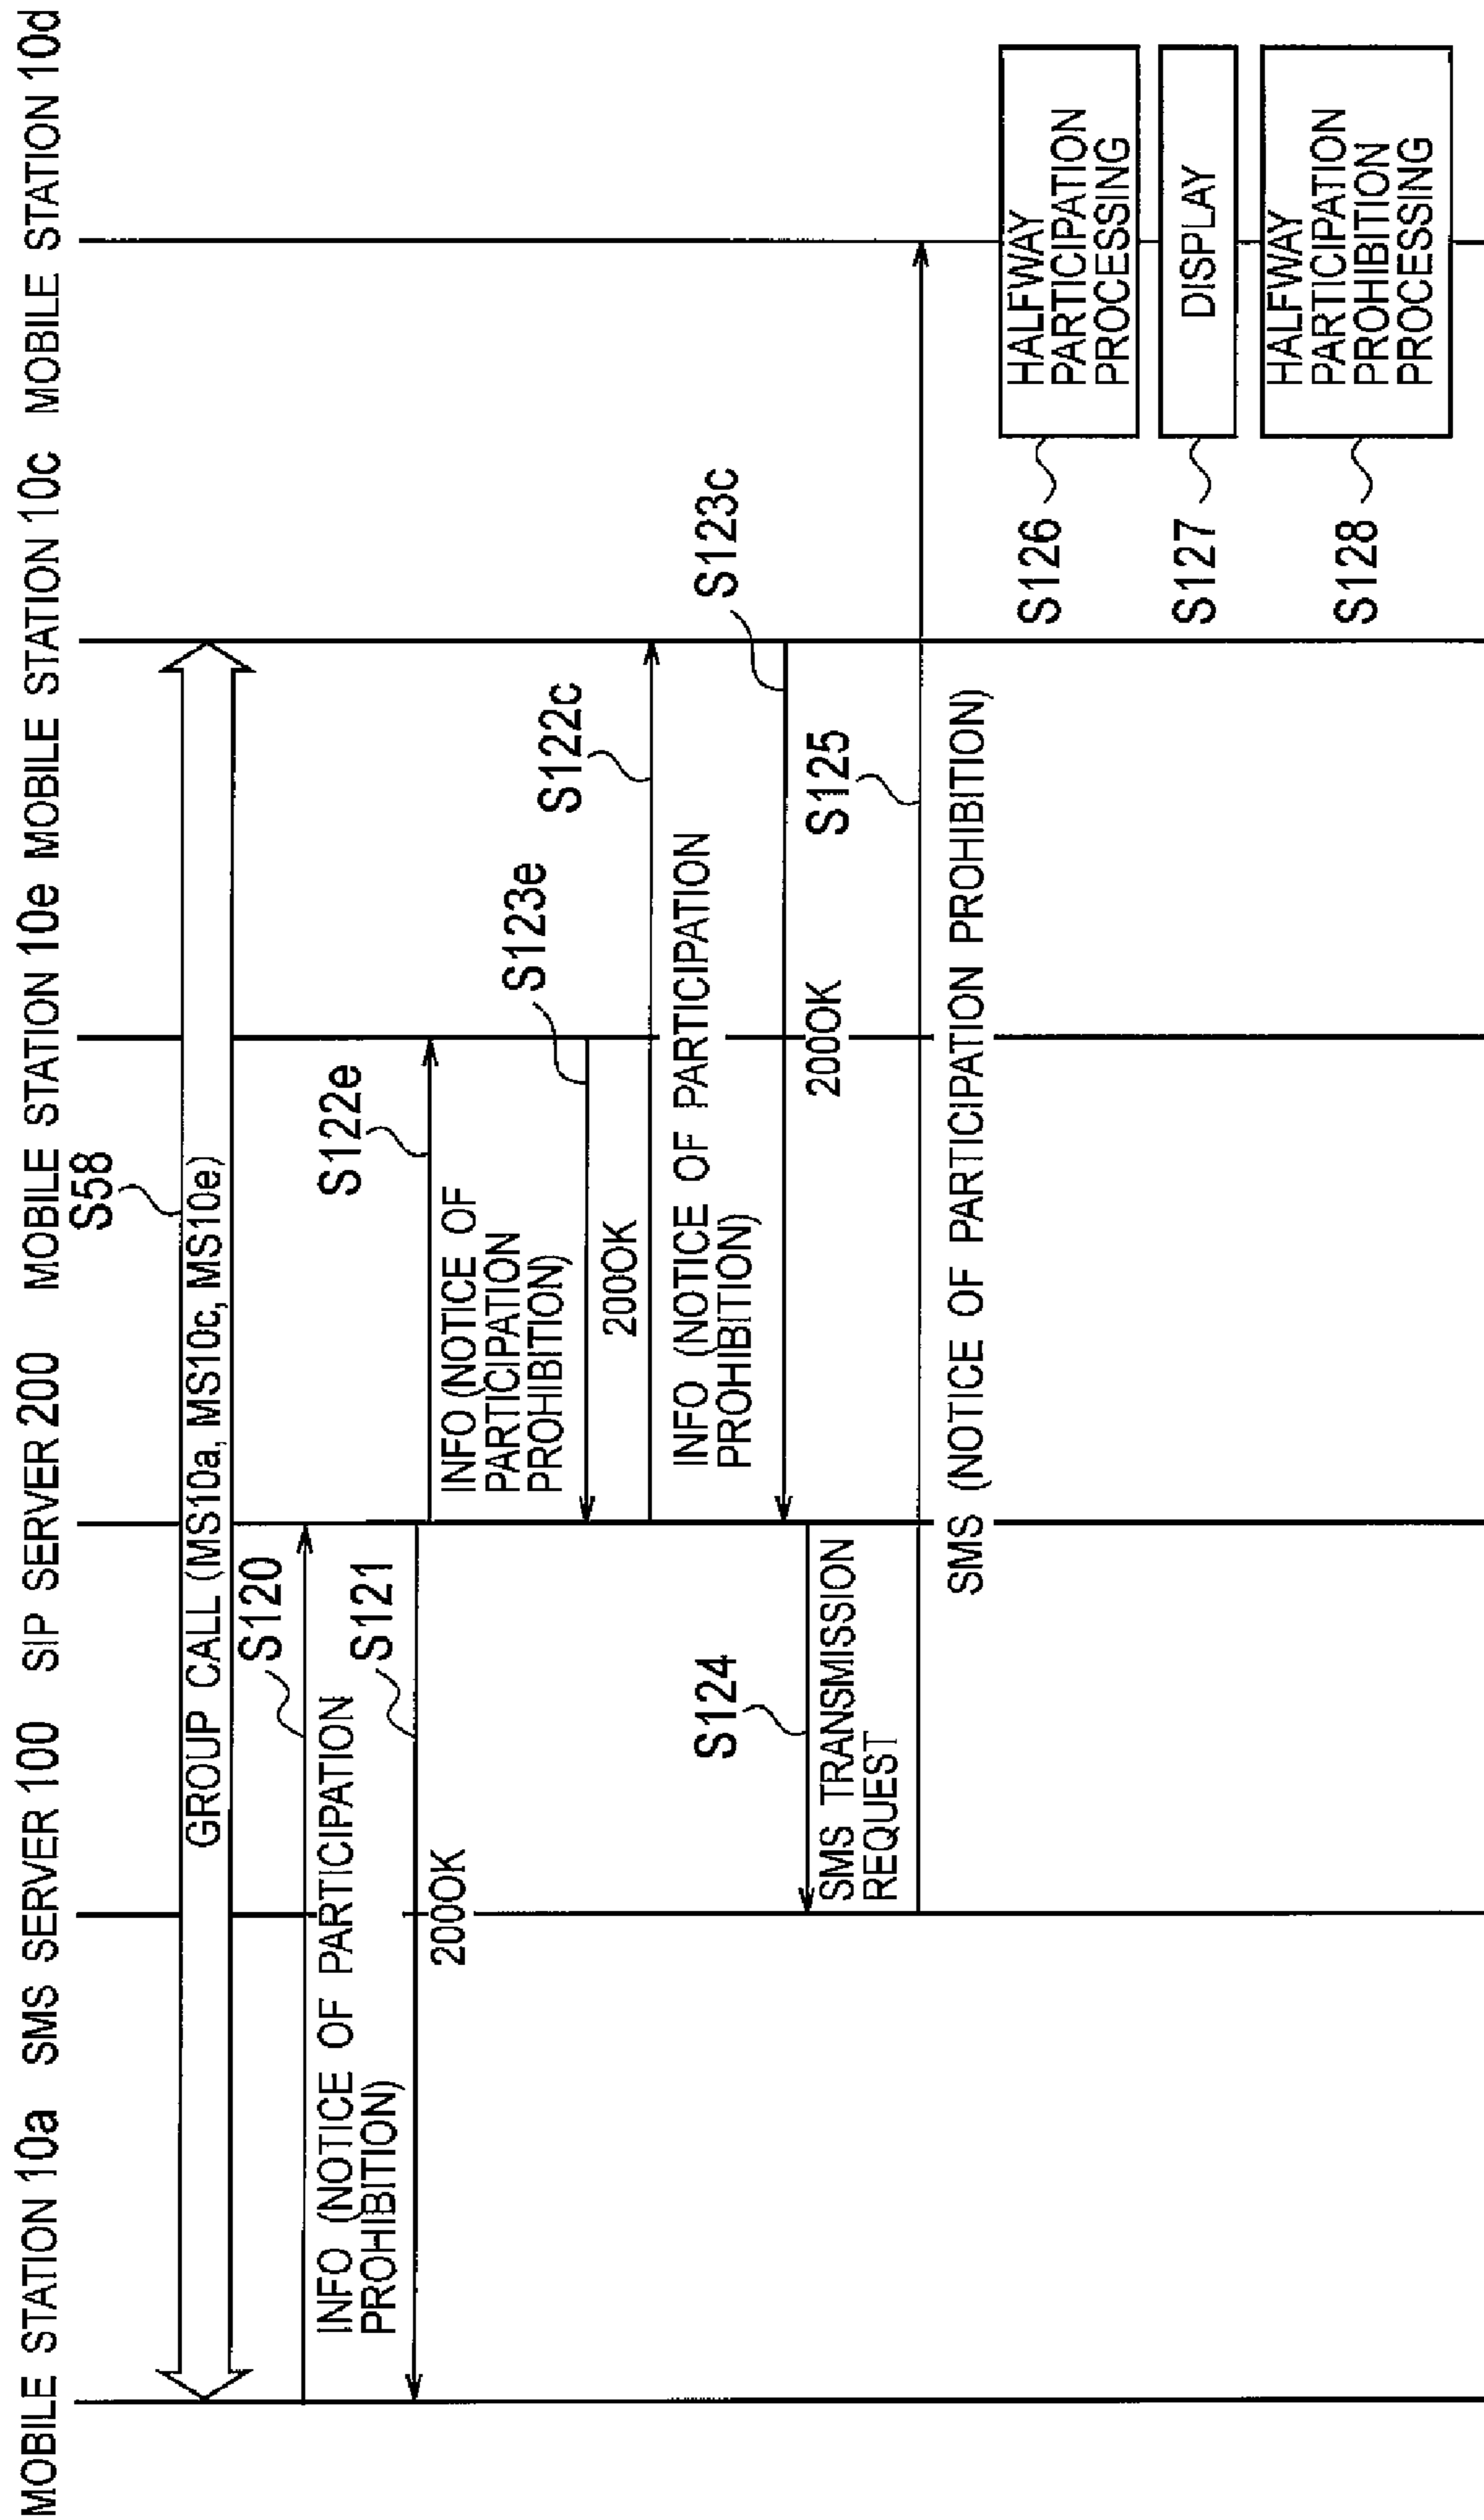 MOBILE STATION 10a
SMS SERVER 100
SIP SERVER 200
MOBILE STATION 10e
MOBILE STATION 10c
MOBILE STATION 10d
S58
GROUP CALL (MS10a, MS10c, MS10e)
S120
INFO (NOTICE OF PARTICIPATION
PROHIBITION)
S121
200OK
S122e
INFO (NOTICE OF
PARTICIPATION
PROHIBITION)
S123e
200OK
S122c
INFO (NOTICE OF PARTICIPATION
PROHIBITION)
S123c
200OK
S124
SMS TRANSMISSION
REQUEST
S125
SMS (NOTICE OF PARTICIPATION PROHIBITION)
S126
HALFWAY
PARTICIPATION
PROCESSING
S127
DISPLAY
S128
HALFWAY
PARTICIPATION
PROHIBITION
PROCESSING